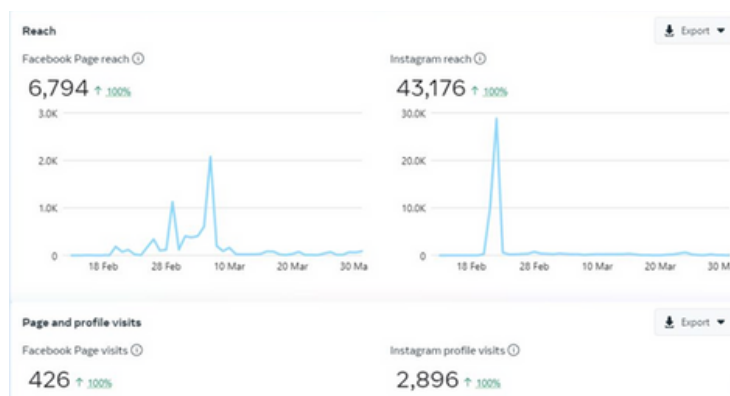 Reach
Export
Facebook Page reach
6,794 ↑ 100%
3.0K
2.0K
1.0K
0
18 Feb 28 Feb 10 Mar 20 Mar 30 Ma
Instagram reach
43,176 ↑ 100%
30.0K
20.0K
10.0K
0
18 Feb 28 Feb 10 Mar 20 Mar 30 M
Page and profile visits
Export
Facebook Page visits
426 ↑ 100%
Instagram profile visits
2,896 ↑ 100%